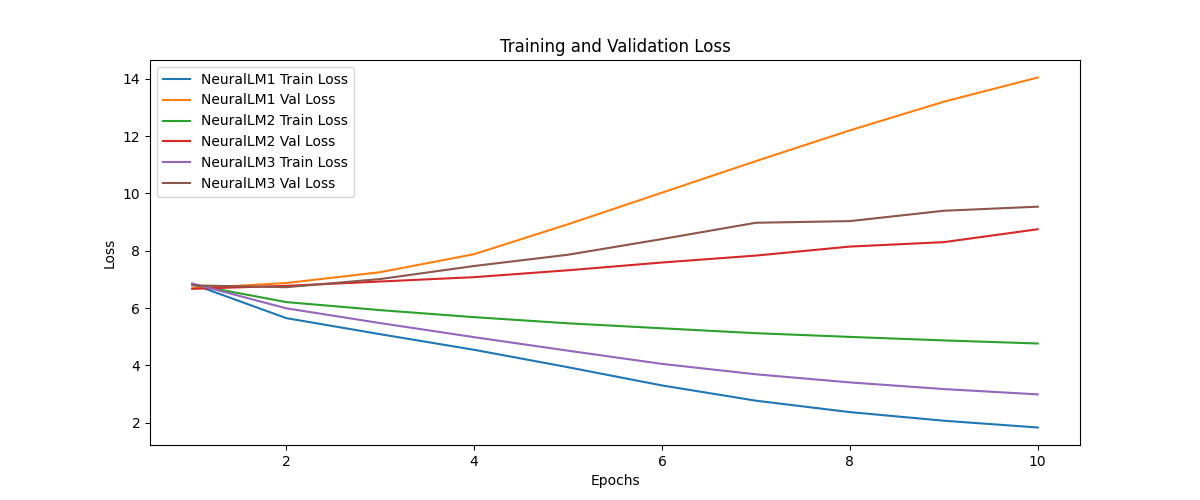 Training and Validation Loss
NeuralLM1 Train Loss
NeuralLM1 Val Loss
NeuralLM2 Train Loss
NeuralLM2 Val Loss
NeuralLM3 Train Loss
NeuralLM3 Val Loss
Loss
14
12
10
8
6
4
2
2 4 6 8 10
Epochs